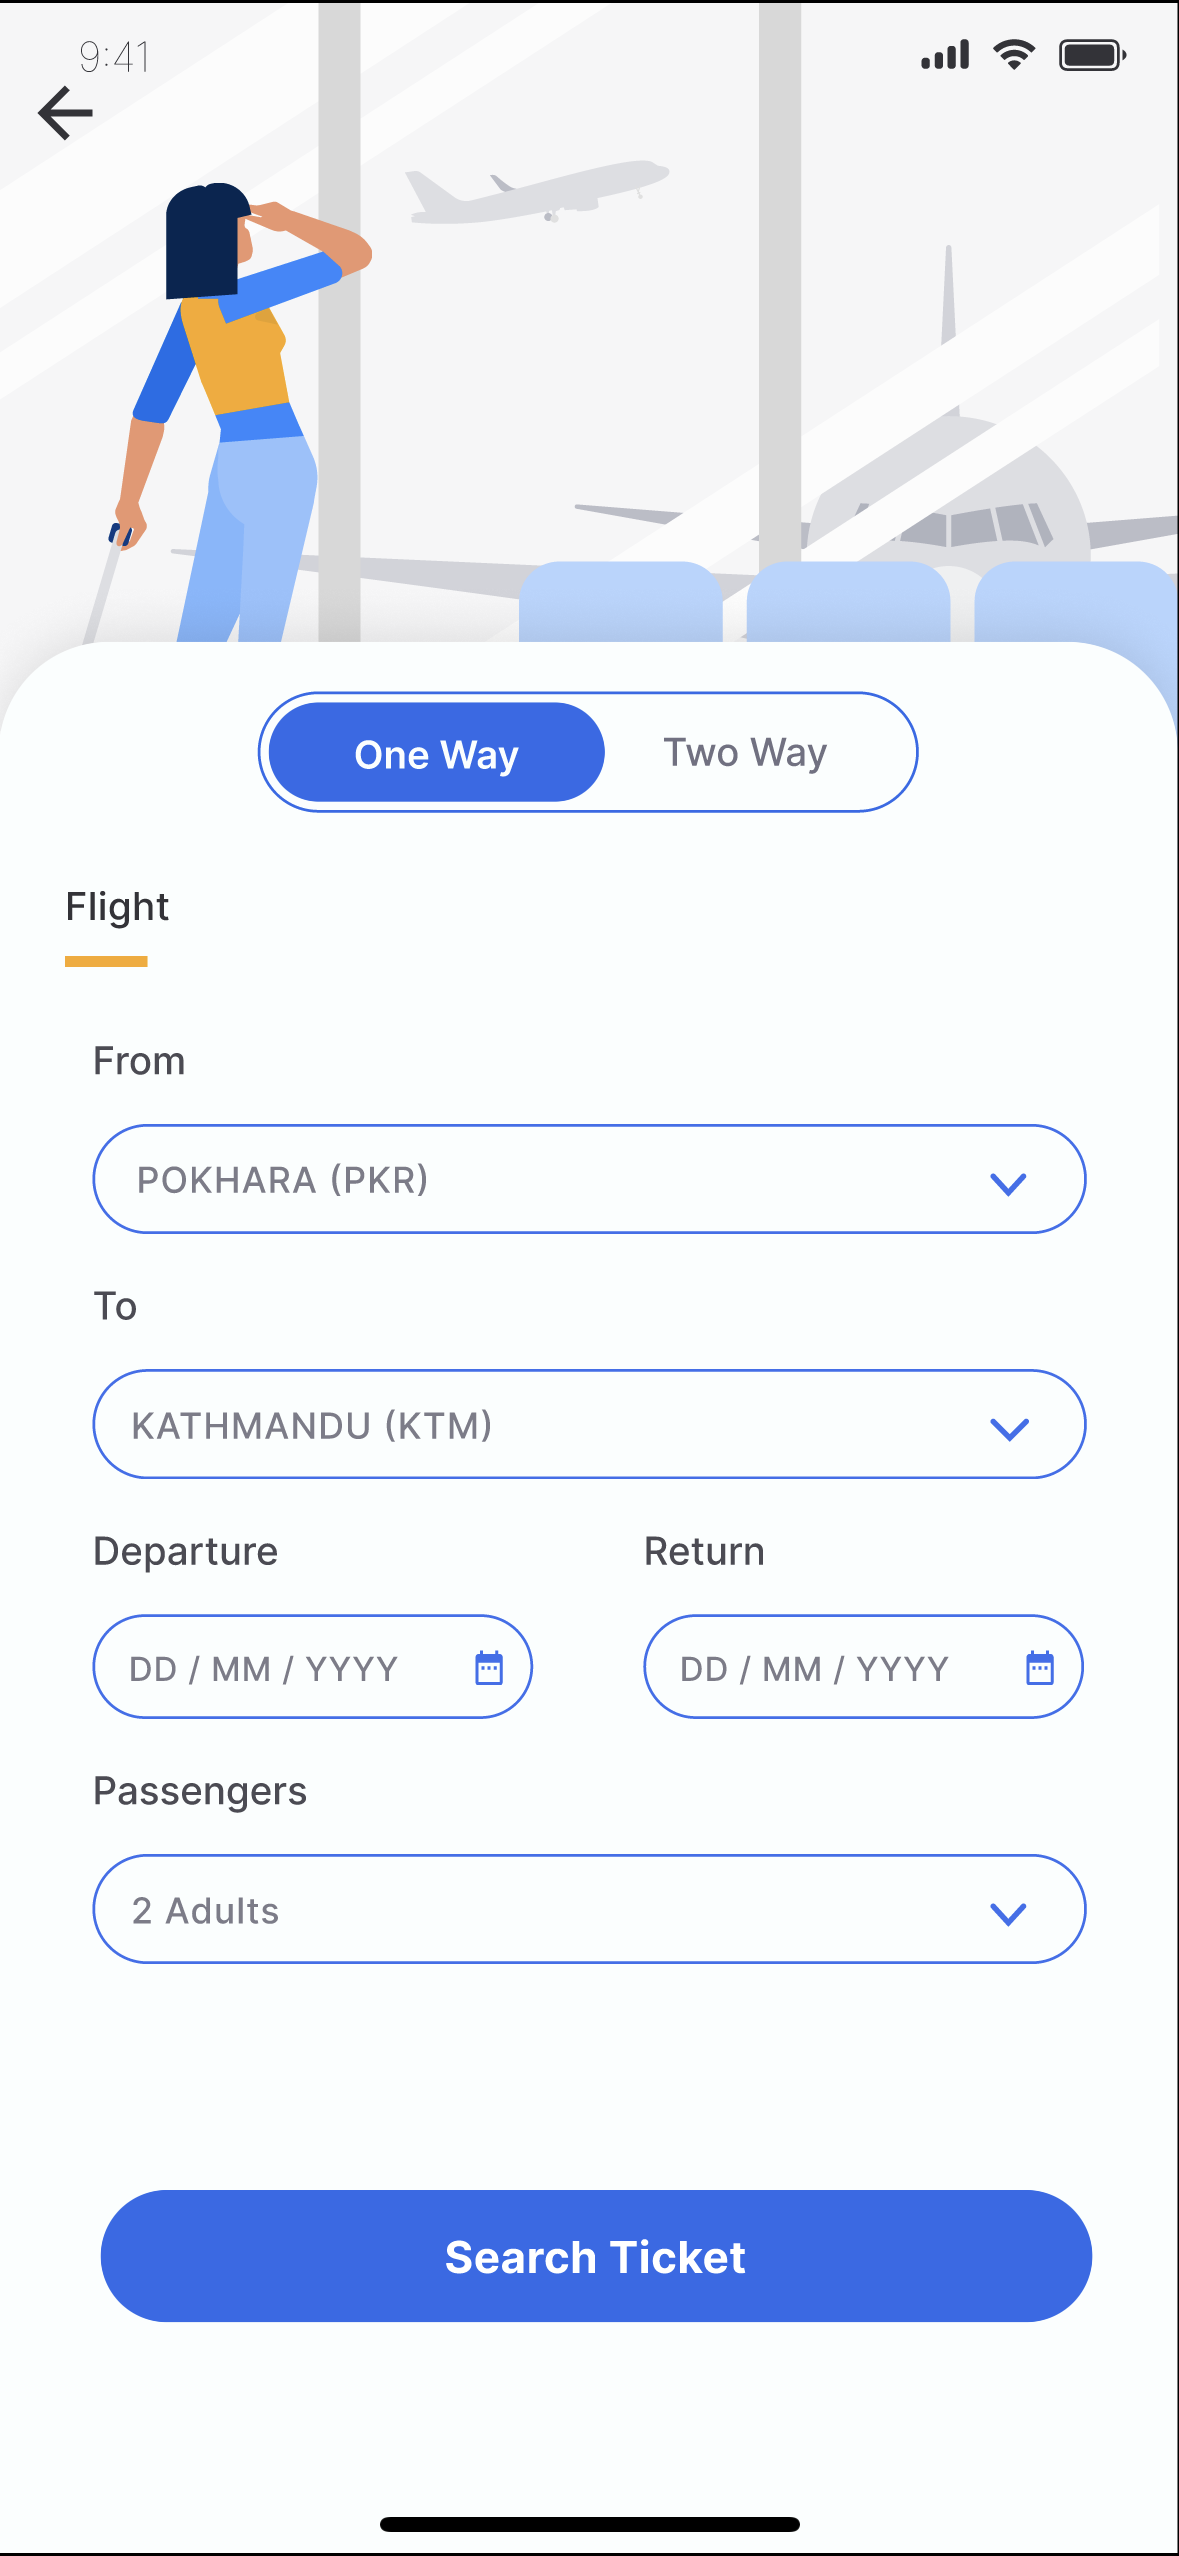 9:41
One Way Two Way
Flight
From
POKHARA (PKR)
To
KATHMANDU (KTM)
Departure Return
DD / MM / YYYY DD / MM / YYYY
Passengers
2 Adults
Search Ticket